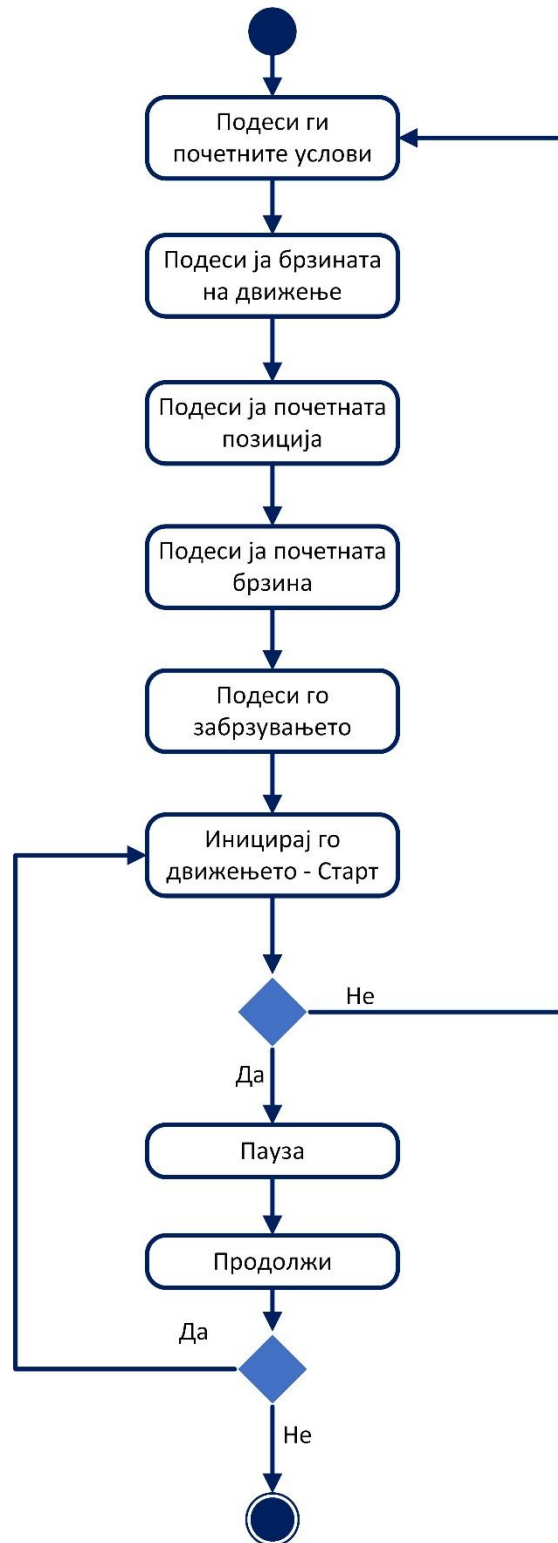 Подеси ги
почетните услови
Подеси ја брзината
на движење
Подеси ја почетната
позиција
Подеси ја почетната
брзина
Подеси го
забрзувањето
Иницирај го
движењето - Старт
Не
Да
Пауза
Продолжи
Да
Не